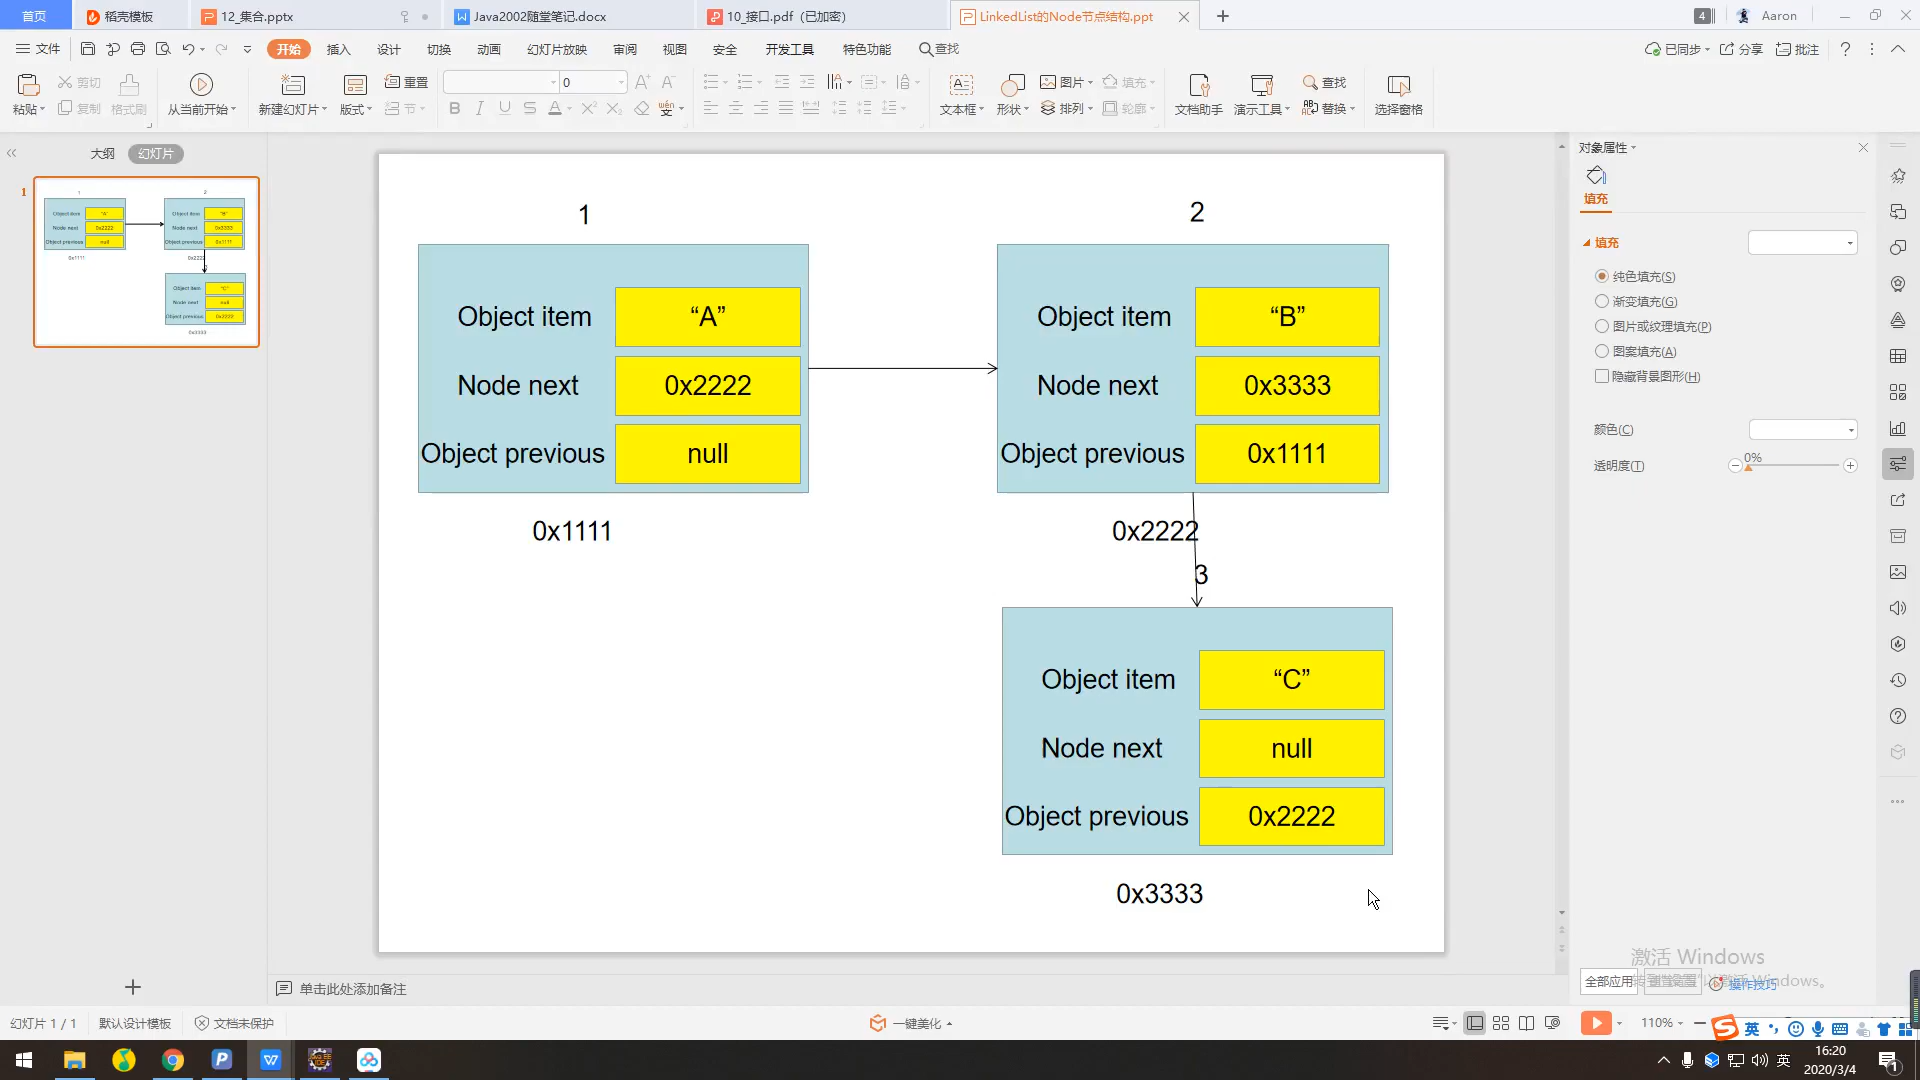 首页
稻壳模板
12_集合.pptx
Java2002随堂笔记.docx
10_接口.pdf（已加密）
LinkedList的Node节点结构.ppt
4
Aaron
文件
开始
插入
设计
切换
动画
幻灯片放映
审阅
视图
安全
开发工具
特色功能
查找
已同步
分享
批注
粘贴
剪切
复制
格式刷
从当前开始
新建幻灯片
版式
重置
节
0
文本框
形状
图片
排列
填充
轮廓
文档助手
演示工具
查找
替换
选择窗格
大纲
幻灯片
1
1
2
Object item
“A”
Node next
0x2222
Object previous
null
0x1111
Object item
“B”
Node next
0x3333
Object previous
0x1111
0x2222
3
Object item
“C”
Node next
null
Object previous
0x2222
0x3333
对象属性
填充
填充
纯色填充(S)
渐变填充(G)
图片或纹理填充(P)
图案填充(A)
隐藏背景图形(H)
颜色(C)
透明度(T)
0%
激活 Windows
全部应用
操作技巧
单击此处添加备注
幻灯片 1 / 1
默认设计模板
文档未保护
一键美化
110%
英
英
16:20
2020/3/4